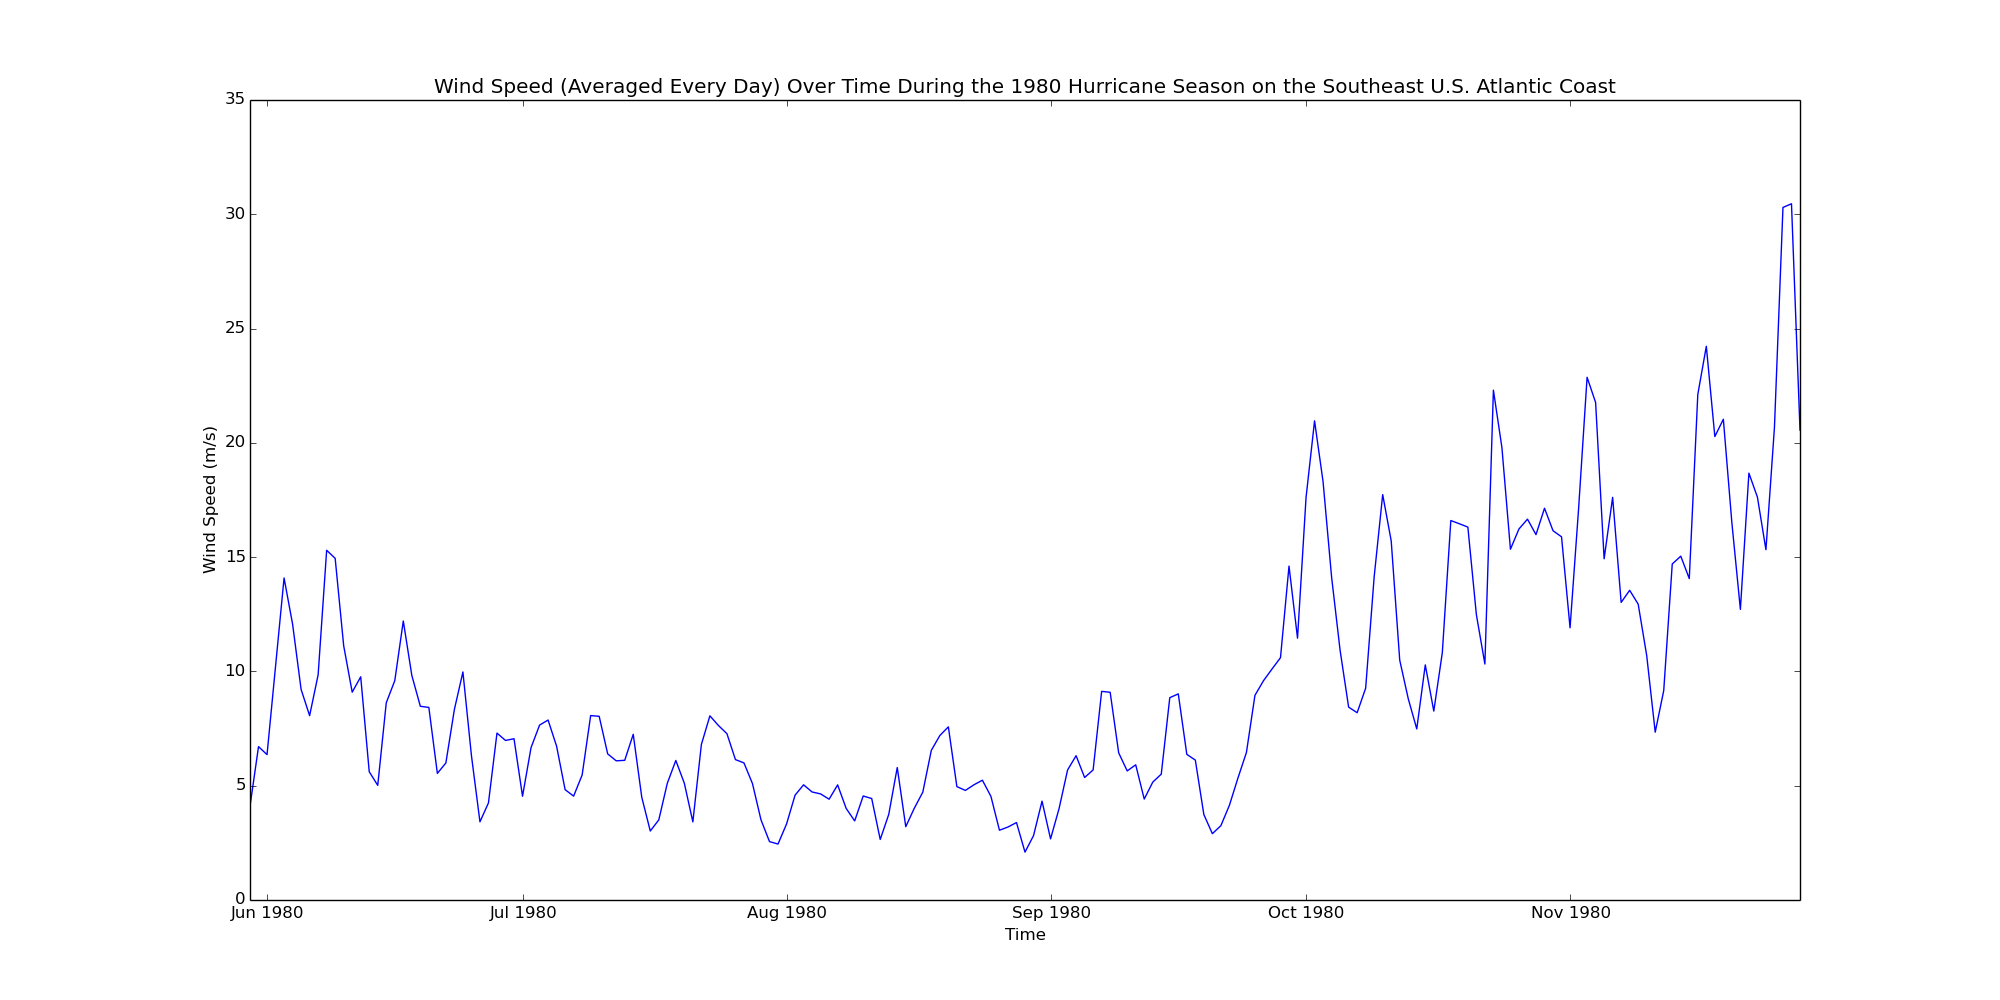 Wind Speed (Averaged Every Day) Over Time During the 1980 Hurricane Season on the Southeast U.S. Atlantic Coast
35
30
25
20
15
10
5
0
Wind Speed (m/s)
Jun 1980 Jul 1980 Aug 1980 Sep 1980 Oct 1980 Nov 1980
Time